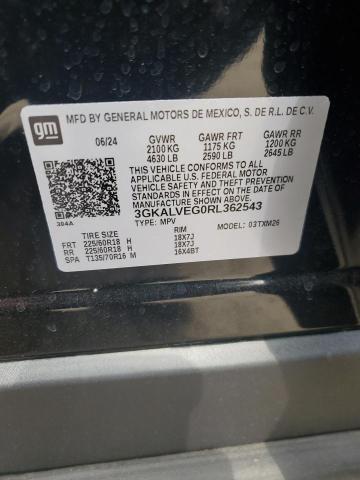 gm
MFD BY GENERAL MOTORS DE MEXICO, S. DE R.L. DE C.V.
06/24 GVWR GAWR FRT GAWR RR
2100 KG 1175 KG 1200 KG
4630 LB 2590 LB 2645 LB
THIS VEHICLE CONFORMS TO ALL
APPLICABLE U.S. FEDERAL MOTOR
VEHICLE SAFETY AND THEFT PREVENTION
STANDARDS IN EFFECT ON THE DATE OF
MANUFACTURE SHOWN ABOVE.
3GKALVEG0RL362543
304A TYPE: MPV MODEL: 03TXM26
TIRE SIZE RIM
FRT 225/60R18 H 18X7J
RR 225/60R18 H 18X7J
SPA T135/70R16 M 16X4BT